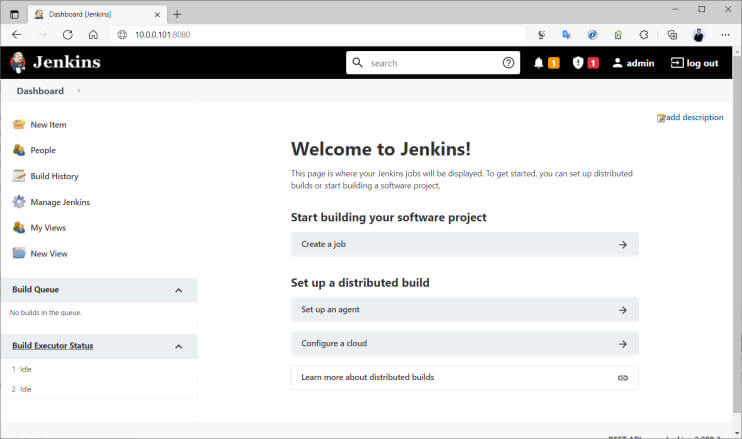 Dashboard [Jenkins]
10.0.0.101:8080
Jenkins
search
1
1
admin
log out
Dashboard
New Item
People
Build History
Manage Jenkins
My Views
New View
Build Queue
No builds in the queue.
Build Executor Status
1 Idle
2 Idle
add description
Welcome to Jenkins!
This page is where your Jenkins jobs will be displayed. To get started, you can set up distributed
builds or start building a software project.
Start building your software project
Create a job
Set up a distributed build
Set up an agent
Configure a cloud
Learn more about distributed builds